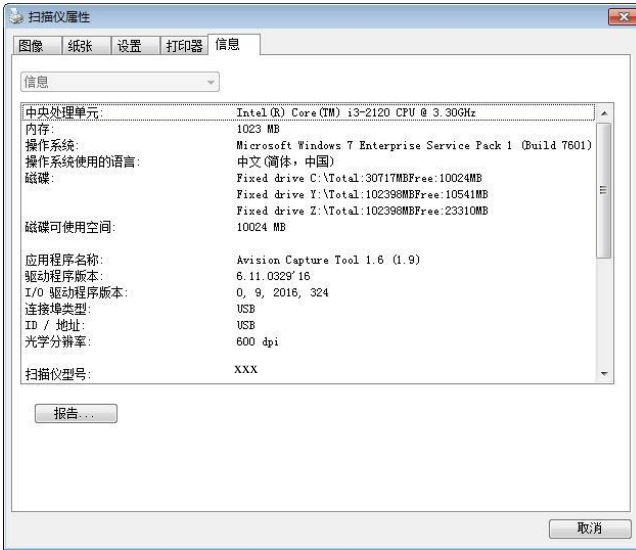 扫描仪属性
图像 纸张 设置 打印器 信息
信息
中央处理单元: Intel(R) Core(TM) i3-2120 CPU @ 3.30GHz
内存: 1023 MB
操作系统: Microsoft Windows 7 Enterprise Service Pack 1 (Build 7601)
操作系统使用的语言: 中文(简体，中国)
磁碟: Fixed drive C:\Total:30717MBFree:10024MB
Fixed drive Y:\Total:102398MBFree:10541MB
Fixed drive Z:\Total:102398MBFree:23310MB
磁碟可使用空间: 10024 MB
应用程序名称: Avision Capture Tool 1.6 (1.9)
驱动程序版本: 6.11.0329'16
I/O 驱动程序版本: 0, 9, 2016, 324
连接埠类型: USB
ID / 地址: USB
光学分辨率: 600 dpi
扫描仪型号: XXX
报告...
取消